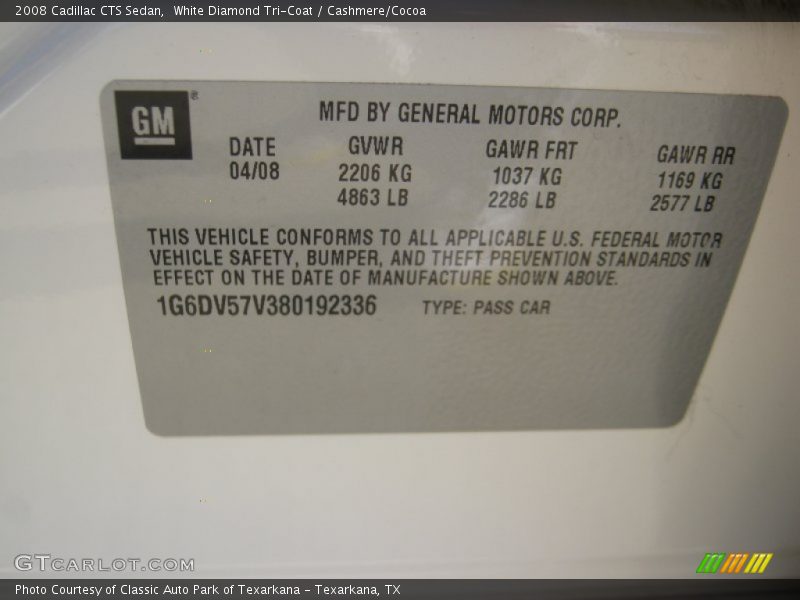 2008 Cadillac CTS Sedan, White Diamond Tri-Coat / Cashmere/Cocoa
GM®
MFD BY GENERAL MOTORS CORP.
DATE GVWR GAWR FRT GAWR RR
04/08 2206 KG 1037 KG 1169 KG
4863 LB 2286 LB 2577 LB
THIS VEHICLE CONFORMS TO ALL APPLICABLE U.S. FEDERAL MOTOR
VEHICLE SAFETY, BUMPER, AND THEFT PREVENTION STANDARDS IN
EFFECT ON THE DATE OF MANUFACTURE SHOWN ABOVE.
1G6DV57V380192336 TYPE: PASS CAR
GTCARLOT.COM
Photo Courtesy of Classic Auto Park of Texarkana - Texarkana, TX